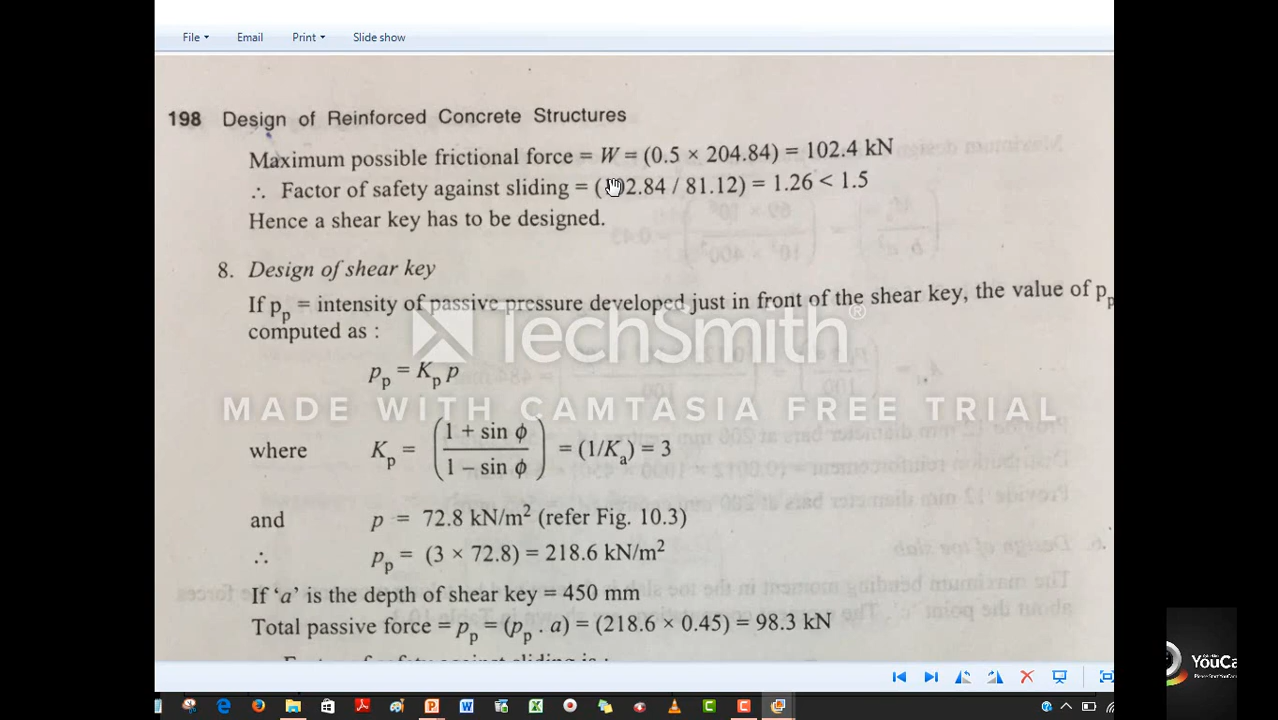 File Email Print Slide show
198 Design of Reinforced Concrete Structures
Maximum possible frictional force = W = (0.5 × 204.84) = 102.4 kN
∴ Factor of safety against sliding = (102.84 / 81.12) = 1.26 < 1.5
Hence a shear key has to be designed.
8. Design of shear key
If pp = intensity of passive pressure developed just in front of the shear key, the value of pp
computed as :
pp = Kp p
TechSmith®
MADE WITH CAMTASIA FREE TRIAL
where Kp = (1 + sin ϕ / 1 − sin ϕ) = (1/Ka) = 3
and p = 72.8 kN/m² (refer Fig. 10.3)
∴ pp = (3 × 72.8) = 218.6 kN/m²
If ‘a’ is the depth of shear key = 450 mm
Total passive force = pp = (pp . a) = (218.6 × 0.45) = 98.3 kN
YouCa